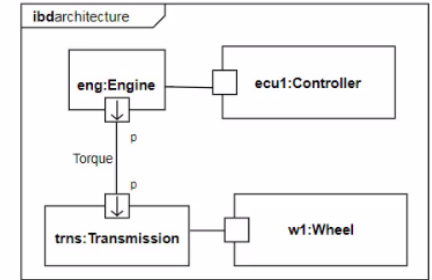 ibdarchitecture
eng:Engine
ecu1:Controller
p
Torque
p
trns:Transmission
w1:Wheel